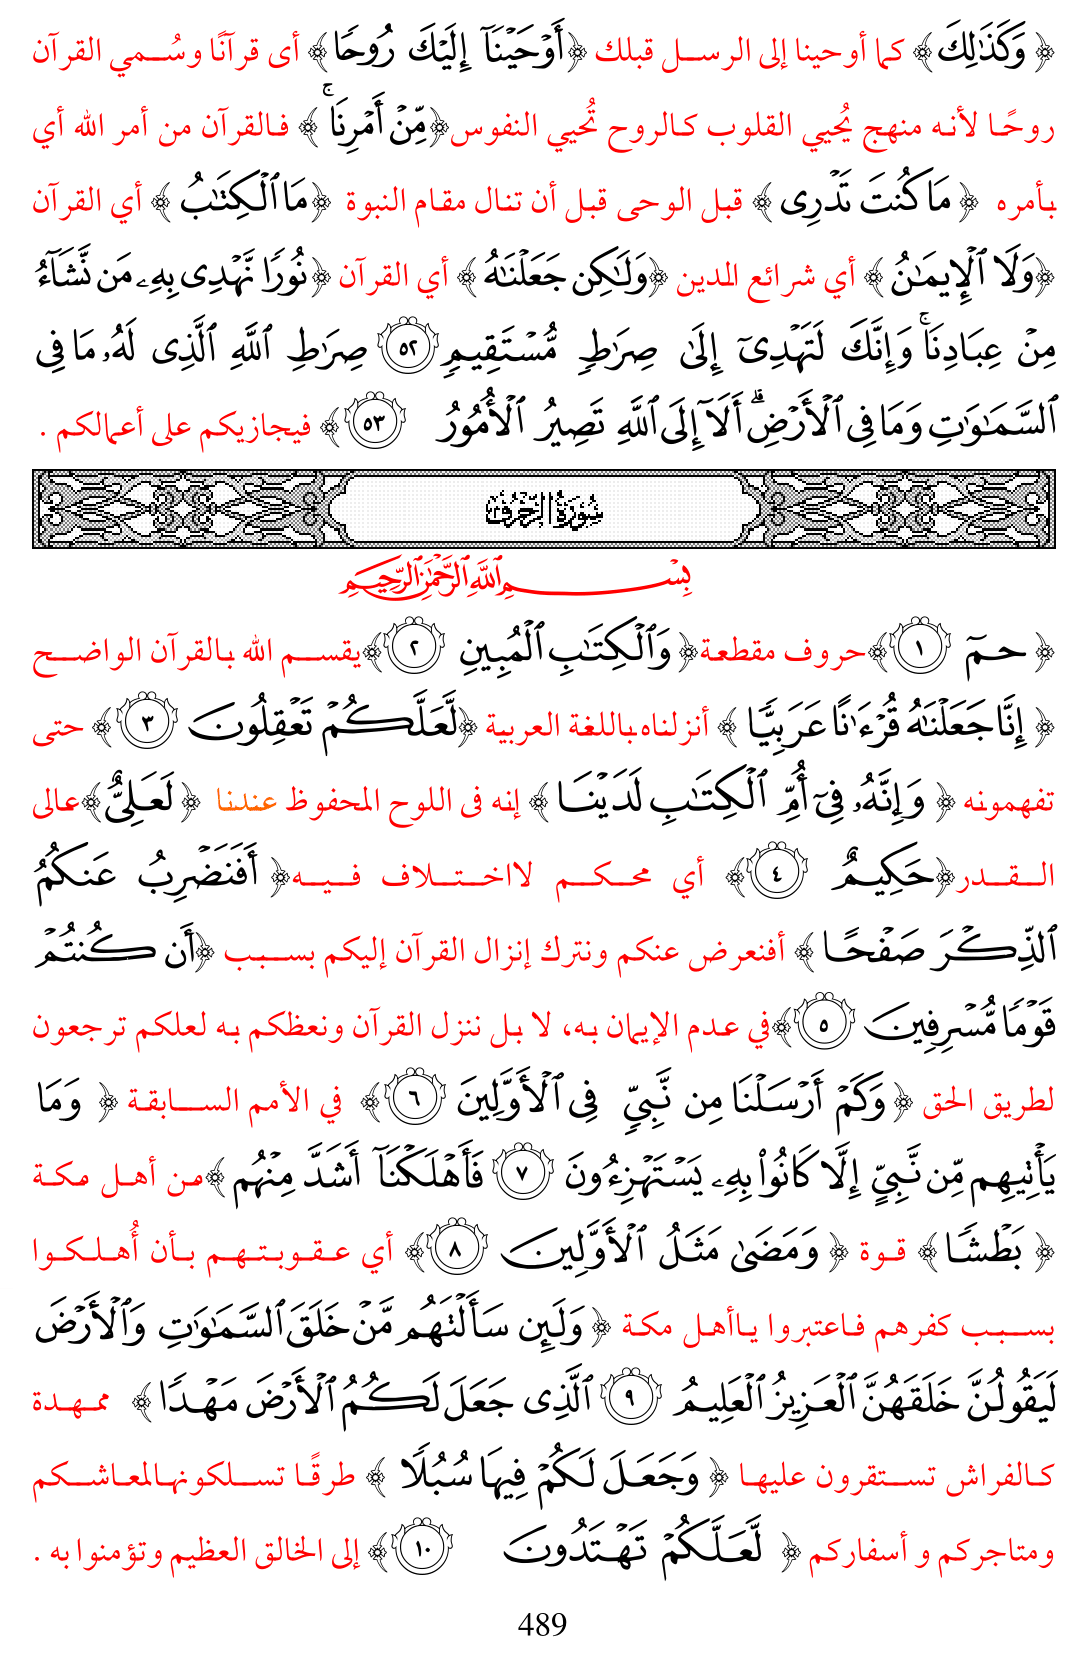 ﴿ وَكَذَٰلِكَ ﴾ كما أوحينا إلى الرسل قبلك ﴿أَوْحَيْنَآ إِلَيْكَ رُوحًا﴾ أى قرآنًا وسُمي القرآن
روحًا لأنه منهج يُحيي القلوب كالروح تُحيي النفوس﴿مِّنْ أَمْرِنَا ۚ ﴾ فالقرآن من أمر الله أي
بأمره ﴿ مَا كُنتَ تَدْرِى ﴾ قبل الوحى قبل أن تنال مقام النبوة ﴿مَا ٱلْكِتَٰبُ ﴾ أي القرآن
﴿وَلَا ٱلْإِيمَٰنُ ﴾ أي شرائع الدين ﴿وَلَٰكِن جَعَلْنَٰهُ ﴾ أي القرآن ﴿نُورًا نَّهْدِى بِهِۦ مَن نَّشَآءُ
مِنْ عِبَادِنَا ۚ وَإِنَّكَ لَتَهْدِىٓ إِلَىٰ صِرَٰطٍ مُّسْتَقِيمٍ ٥٢ صِرَٰطِ ٱللَّهِ ٱلَّذِى لَهُۥ مَا فِى
ٱلسَّمَٰوَٰتِ وَمَا فِى ٱلْأَرْضِ ۗ أَلَآ إِلَى ٱللَّهِ تَصِيرُ ٱلْأُمُورُ ٥٣ ﴾ فيجازيكم على أعمالكم .
سُورَةُ الزُّخْرُفِ
بِسْمِ ٱللَّهِ ٱلرَّحْمَٰنِ ٱلرَّحِيمِ
﴿ حمٓ ١ ﴾حروف مقطعة﴿ وَٱلْكِتَٰبِ ٱلْمُبِينِ ٢ ﴾يقسم الله بالقرآن الواضح
﴿ إِنَّا جَعَلْنَٰهُ قُرْءَٰنًا عَرَبِيًّا ﴾ أنزلناه باللغة العربية ﴿لَّعَلَّكُمْ تَعْقِلُونَ ٣ ﴾ حتى
تفهمونه ﴿ وَإِنَّهُۥ فِىٓ أُمِّ ٱلْكِتَٰبِ لَدَيْنَا ﴾ إنه فى اللوح المحفوظ عندنا ﴿ لَعَلِىٌّ ﴾عالى
القدر﴿حَكِيمٌ ٤ ﴾ أي محكم لااختلاف فيه﴿ أَفَنَضْرِبُ عَنكُمُ
ٱلذِّكْرَ صَفْحًا ﴾ أفنعرض عنكم ونترك إنزال القرآن إليكم بسبب ﴿أَن كُنتُمْ
قَوْمًا مُّسْرِفِينَ ٥ ﴾في عدم الإيمان به، لا بل ننزل القرآن ونعظكم به لعلكم ترجعون
لطريق الحق ﴿ وَكَمْ أَرْسَلْنَا مِن نَّبِىٍّ فِى ٱلْأَوَّلِينَ ٦ ﴾ في الأمم السابقة ﴿ وَمَا
يَأْتِيهِم مِّن نَّبِىٍّ إِلَّا كَانُوا۟ بِهِۦ يَسْتَهْزِءُونَ ٧ فَأَهْلَكْنَآ أَشَدَّ مِنْهُم ﴾من أهل مكة
﴿ بَطْشًا ﴾ قوة ﴿ وَمَضَىٰ مَثَلُ ٱلْأَوَّلِينَ ٨ ﴾ أي عقوبتهم بأن أُهلكوا
بسبب كفرهم فاعتبروا ياأهل مكة ﴿ وَلَئِن سَأَلْتَهُم مَّنْ خَلَقَ ٱلسَّمَٰوَٰتِ وَٱلْأَرْضَ
لَيَقُولُنَّ خَلَقَهُنَّ ٱلْعَزِيزُ ٱلْعَلِيمُ ٩ ٱلَّذِى جَعَلَ لَكُمُ ٱلْأَرْضَ مَهْدًا ﴾ ممهدة
كالفراش تستقرون عليها ﴿ وَجَعَلَ لَكُمْ فِيهَا سُبُلًا ﴾ طرقًا تسلكونهالمعاشكم
ومتاجركم و أسفاركم ﴿ لَّعَلَّكُمْ تَهْتَدُونَ ١٠ ﴾ إلى الخالق العظيم وتؤمنوا به .
489